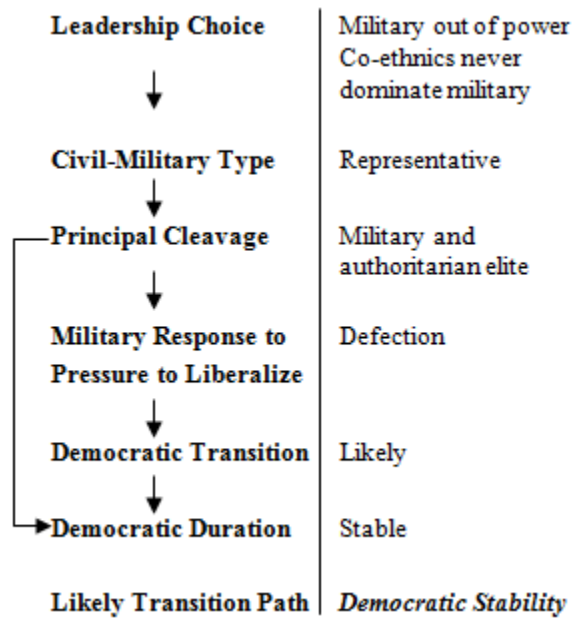 Leadership Choice
Military out of power
Co-ethnics never
dominate military
Civil-Military Type
Representative
Principal Cleavage
Military and
authoritarian elite
Military Response to
Pressure to Liberalize
Defection
Democratic Transition
Likely
Democratic Duration
Stable
Likely Transition Path
Democratic Stability